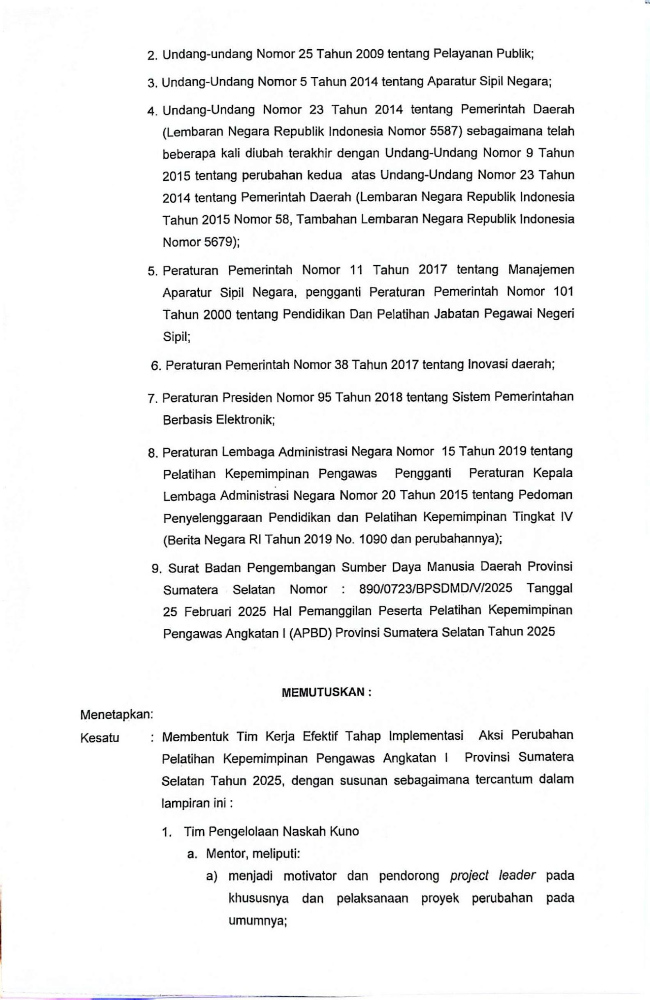 2. Undang-undang Nomor 25 Tahun 2009 tentang Pelayanan Publik;
3. Undang-Undang Nomor 5 Tahun 2014 tentang Aparatur Sipil Negara;
4. Undang-Undang Nomor 23 Tahun 2014 tentang Pemerintah Daerah
(Lembaran Negara Republik Indonesia Nomor 5587) sebagaimana telah
beberapa kali diubah terakhir dengan Undang-Undang Nomor 9 Tahun
2015 tentang perubahan kedua atas Undang-Undang Nomor 23 Tahun
2014 tentang Pemerintah Daerah (Lembaran Negara Republik Indonesia
Tahun 2015 Nomor 58, Tambahan Lembaran Negara Republik Indonesia
Nomor 5679);
5. Peraturan Pemerintah Nomor 11 Tahun 2017 tentang Manajemen
Aparatur Sipil Negara, pengganti Peraturan Pemerintah Nomor 101
Tahun 2000 tentang Pendidikan Dan Pelatihan Jabatan Pegawai Negeri
Sipil;
6. Peraturan Pemerintah Nomor 38 Tahun 2017 tentang Inovasi daerah;
7. Peraturan Presiden Nomor 95 Tahun 2018 tentang Sistem Pemerintahan
Berbasis Elektronik;
8. Peraturan Lembaga Administrasi Negara Nomor 15 Tahun 2019 tentang
Pelatihan Kepemimpinan Pengawas Pengganti Peraturan Kepala
Lembaga Administrasi Negara Nomor 20 Tahun 2015 tentang Pedoman
Penyelenggaraan Pendidikan dan Pelatihan Kepemimpinan Tingkat IV
(Berita Negara RI Tahun 2019 No. 1090 dan perubahannya);
9. Surat Badan Pengembangan Sumber Daya Manusia Daerah Provinsi
Sumatera Selatan Nomor : 890/0723/BPSDMD/V/2025 Tanggal
25 Februari 2025 Hal Pemanggilan Peserta Pelatihan Kepemimpinan
Pengawas Angkatan I (APBD) Provinsi Sumatera Selatan Tahun 2025
MEMUTUSKAN :
Menetapkan:
Kesatu : Membentuk Tim Kerja Efektif Tahap Implementasi Aksi Perubahan
Pelatihan Kepemimpinan Pengawas Angkatan I Provinsi Sumatera
Selatan Tahun 2025, dengan susunan sebagaimana tercantum dalam
lampiran ini :
1. Tim Pengelolaan Naskah Kuno
a. Mentor, meliputi:
a) menjadi motivator dan pendorong project leader pada
khususnya dan pelaksanaan proyek perubahan pada
umumnya;